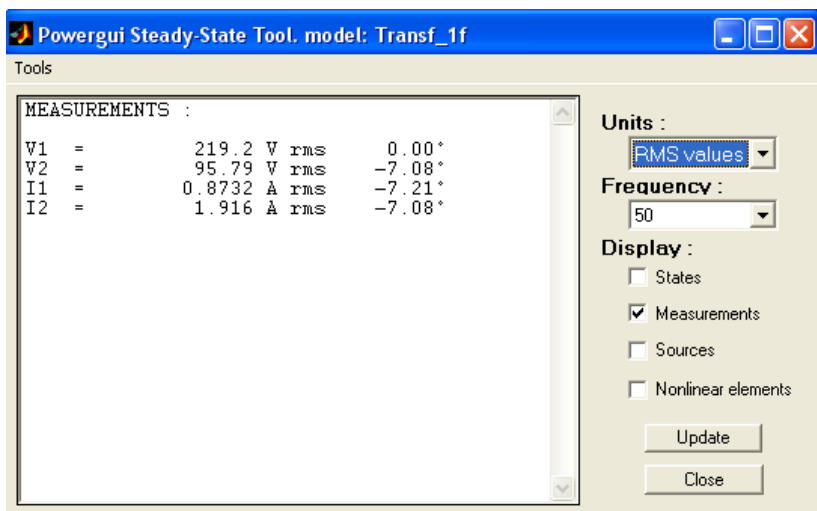 Powergui Steady-State Tool. model: Transf_1f
Tools
MEASUREMENTS :
V1 = 219.2 V rms 0.00°
V2 = 95.79 V rms −7.08°
I1 = 0.8732 A rms −7.21°
I2 = 1.916 A rms −7.08°
Units :
RMS values
Frequency :
50
Display :
States
Measurements
Sources
Nonlinear elements
Update
Close